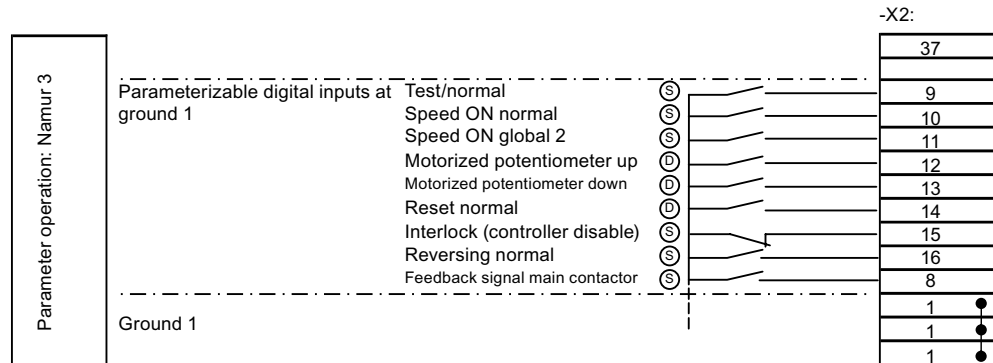 -X2:
37
Parameter operation: Namur 3
Parameterizable digital inputs at
ground 1
Test/normal S 9
Speed ON normal S 10
Speed ON global 2 S 11
Motorized potentiometer up D 12
Motorized potentiometer down D 13
Reset normal D 14
Interlock (controller disable) S 15
Reversing normal S 16
Feedback signal main contactor S 8
Ground 1
1
1
1